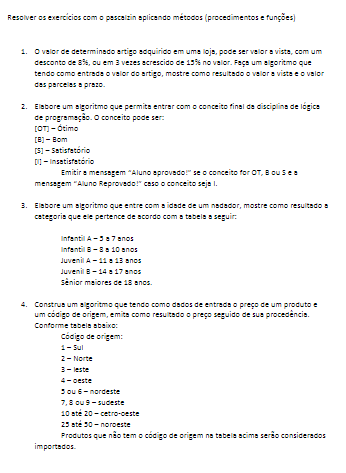 Resolver os exercícios com o pascalzin aplicando métodos (procedimentos e funções)
1. O valor de determinado artigo adquirido em uma loja, pode ser valor a vista, com um
desconto de 8%, ou em 3 vezes acrescido de 15% no valor. Faça um algoritmo que
tendo como entrada o valor do artigo, mostre como resultado o valor a vista e o valor
das parcelas a prazo.
2. Elabore um algoritmo que permita entrar com o conceito final da disciplina de lógica
de programação. O conceito pode ser:
[OT] – Ótimo
[B] – Bom
[S] – Satisfatório
[I] – Insatisfatório
Emitir a mensagem "Aluno aprovado!" se o conceito for OT, B ou S e a
mensagem "Aluno Reprovado!" caso o conceito seja I.
3. Elabore um algoritmo que entre com a idade de um nadador, mostre como resultado a
categoria que ele pertence de acordo com a tabela a seguir:
Infantil A – 5 a 7 anos
Infantil B – 8 a 10 anos
Juvenil A – 11 a 13 anos
Juvenil B – 14 a 17 anos
Sênior maiores de 18 anos.
4. Construa um algoritmo que tendo como dados de entrada o preço de um produto e
um código de origem, emita como resultado o preço seguido de sua procedência.
Conforme tabela abaixo:
Código de origem:
1 – Sul
2 – Norte
3 – leste
4 – oeste
5 ou 6 – nordeste
7, 8 ou 9 – sudeste
10 até 20 – cetro-oeste
25 até 50 – noroeste
Produtos que não tem o código de origem na tabela acima serão considerados
importados.